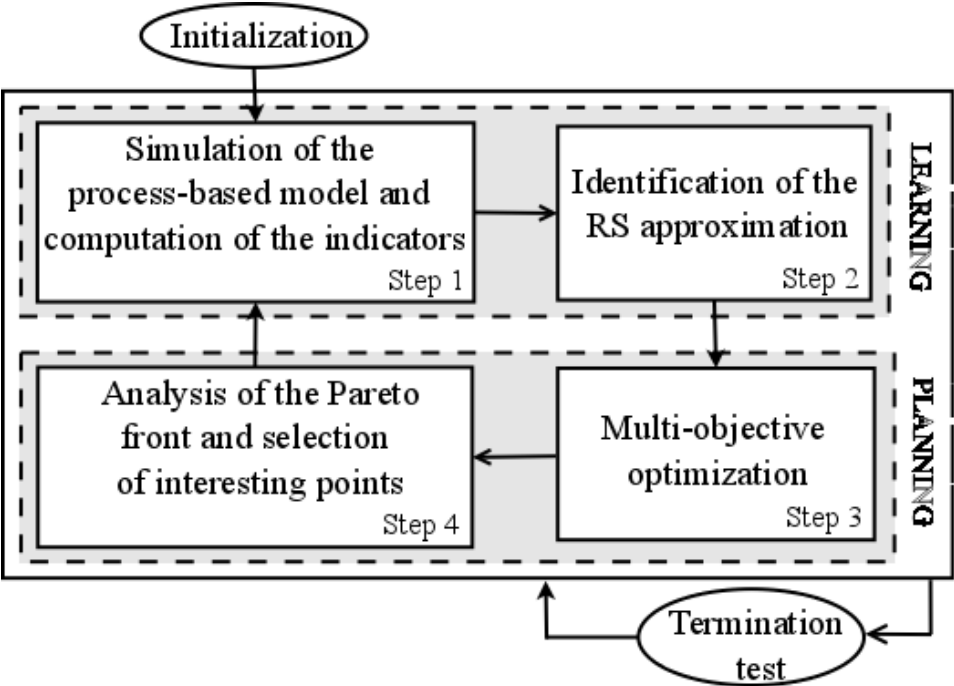 Initialization
Simulation of the
process-based model and
computation of the indicators
Step 1
Identification of the
RS approximation
Step 2
LEARNING
Analysis of the Pareto
front and selection
of interesting points
Step 4
Multi-objective
optimization
Step 3
PLANNING
Termination
test